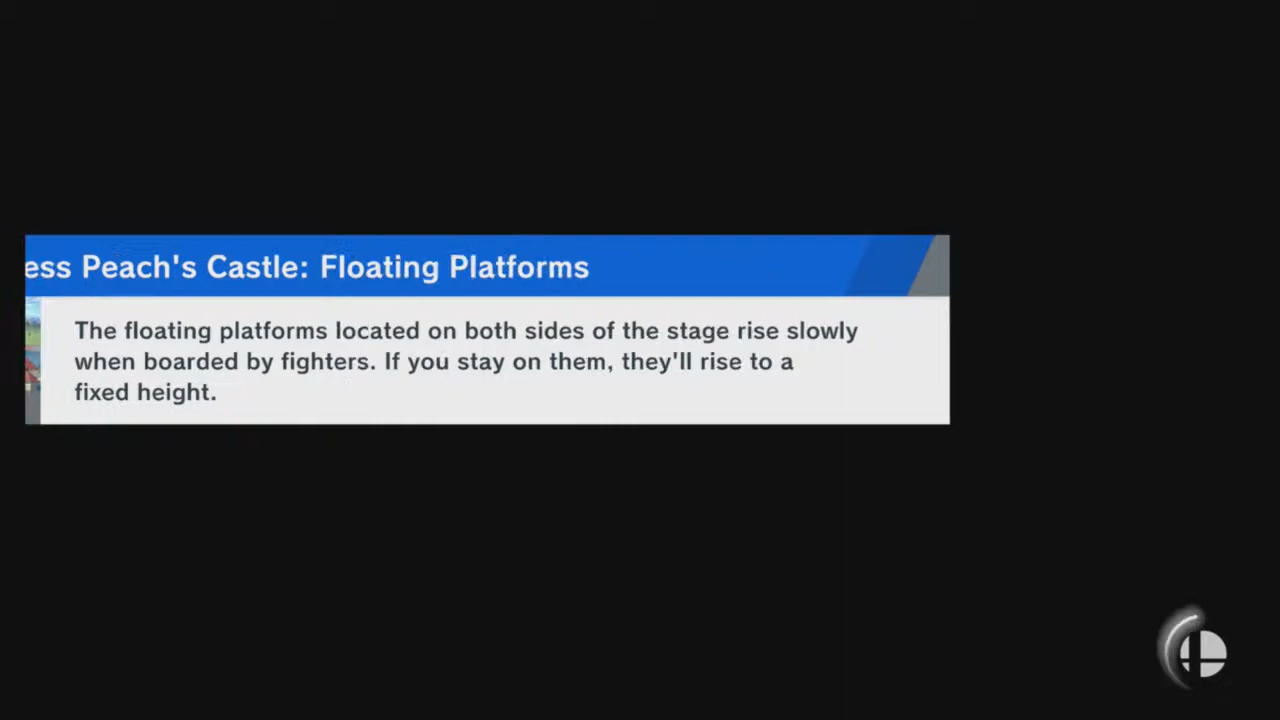 ess Peach's Castle: Floating Platforms
The floating platforms located on both sides of the stage rise slowly
when boarded by fighters. If you stay on them, they'll rise to a
fixed height.